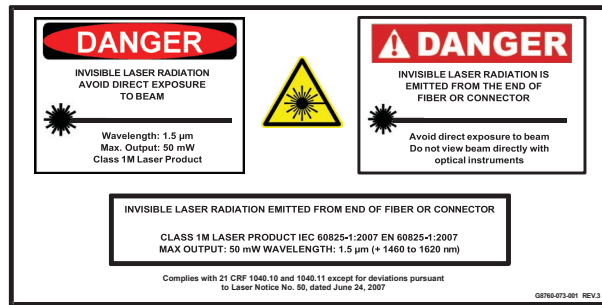 DANGER
INVISIBLE LASER RADIATION
AVOID DIRECT EXPOSURE
TO BEAM
Wavelength: 1.5 µm
Max. Output: 50 mW
Class 1M Laser Product
DANGER
INVISIBLE LASER RADIATION IS
EMITTED FROM THE END OF
FIBER OR CONNECTOR
Avoid direct exposure to beam
Do not view beam directly with
optical instruments
INVISIBLE LASER RADIATION EMITTED FROM END OF FIBER OR CONNECTOR
CLASS 1M LASER PRODUCT IEC 60825-1:2007 EN 60825-1:2007
MAX OUTPUT: 50 mW WAVELENGTH: 1.5 µm (+ 1460 to 1620 nm)
Complies with 21 CRF 1040.10 and 1040.11 except for deviations pursuant
to Laser Notice No. 50, dated June 24, 2007
G8760-073-001 REV.3